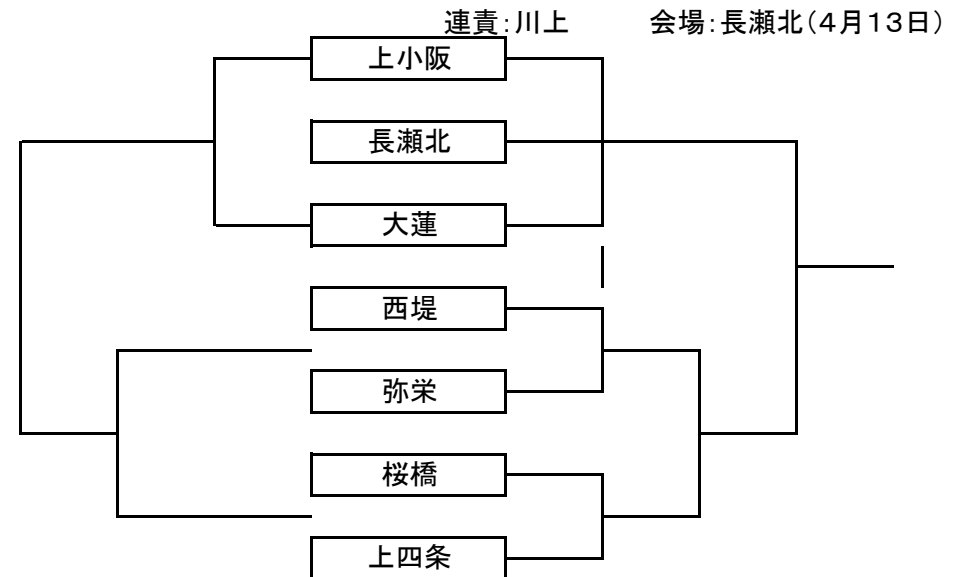 連責:川上　会場:長瀬北(4月13日)
上小阪
長瀬北
大蓮
西堤
弥栄
桜橋
上四条